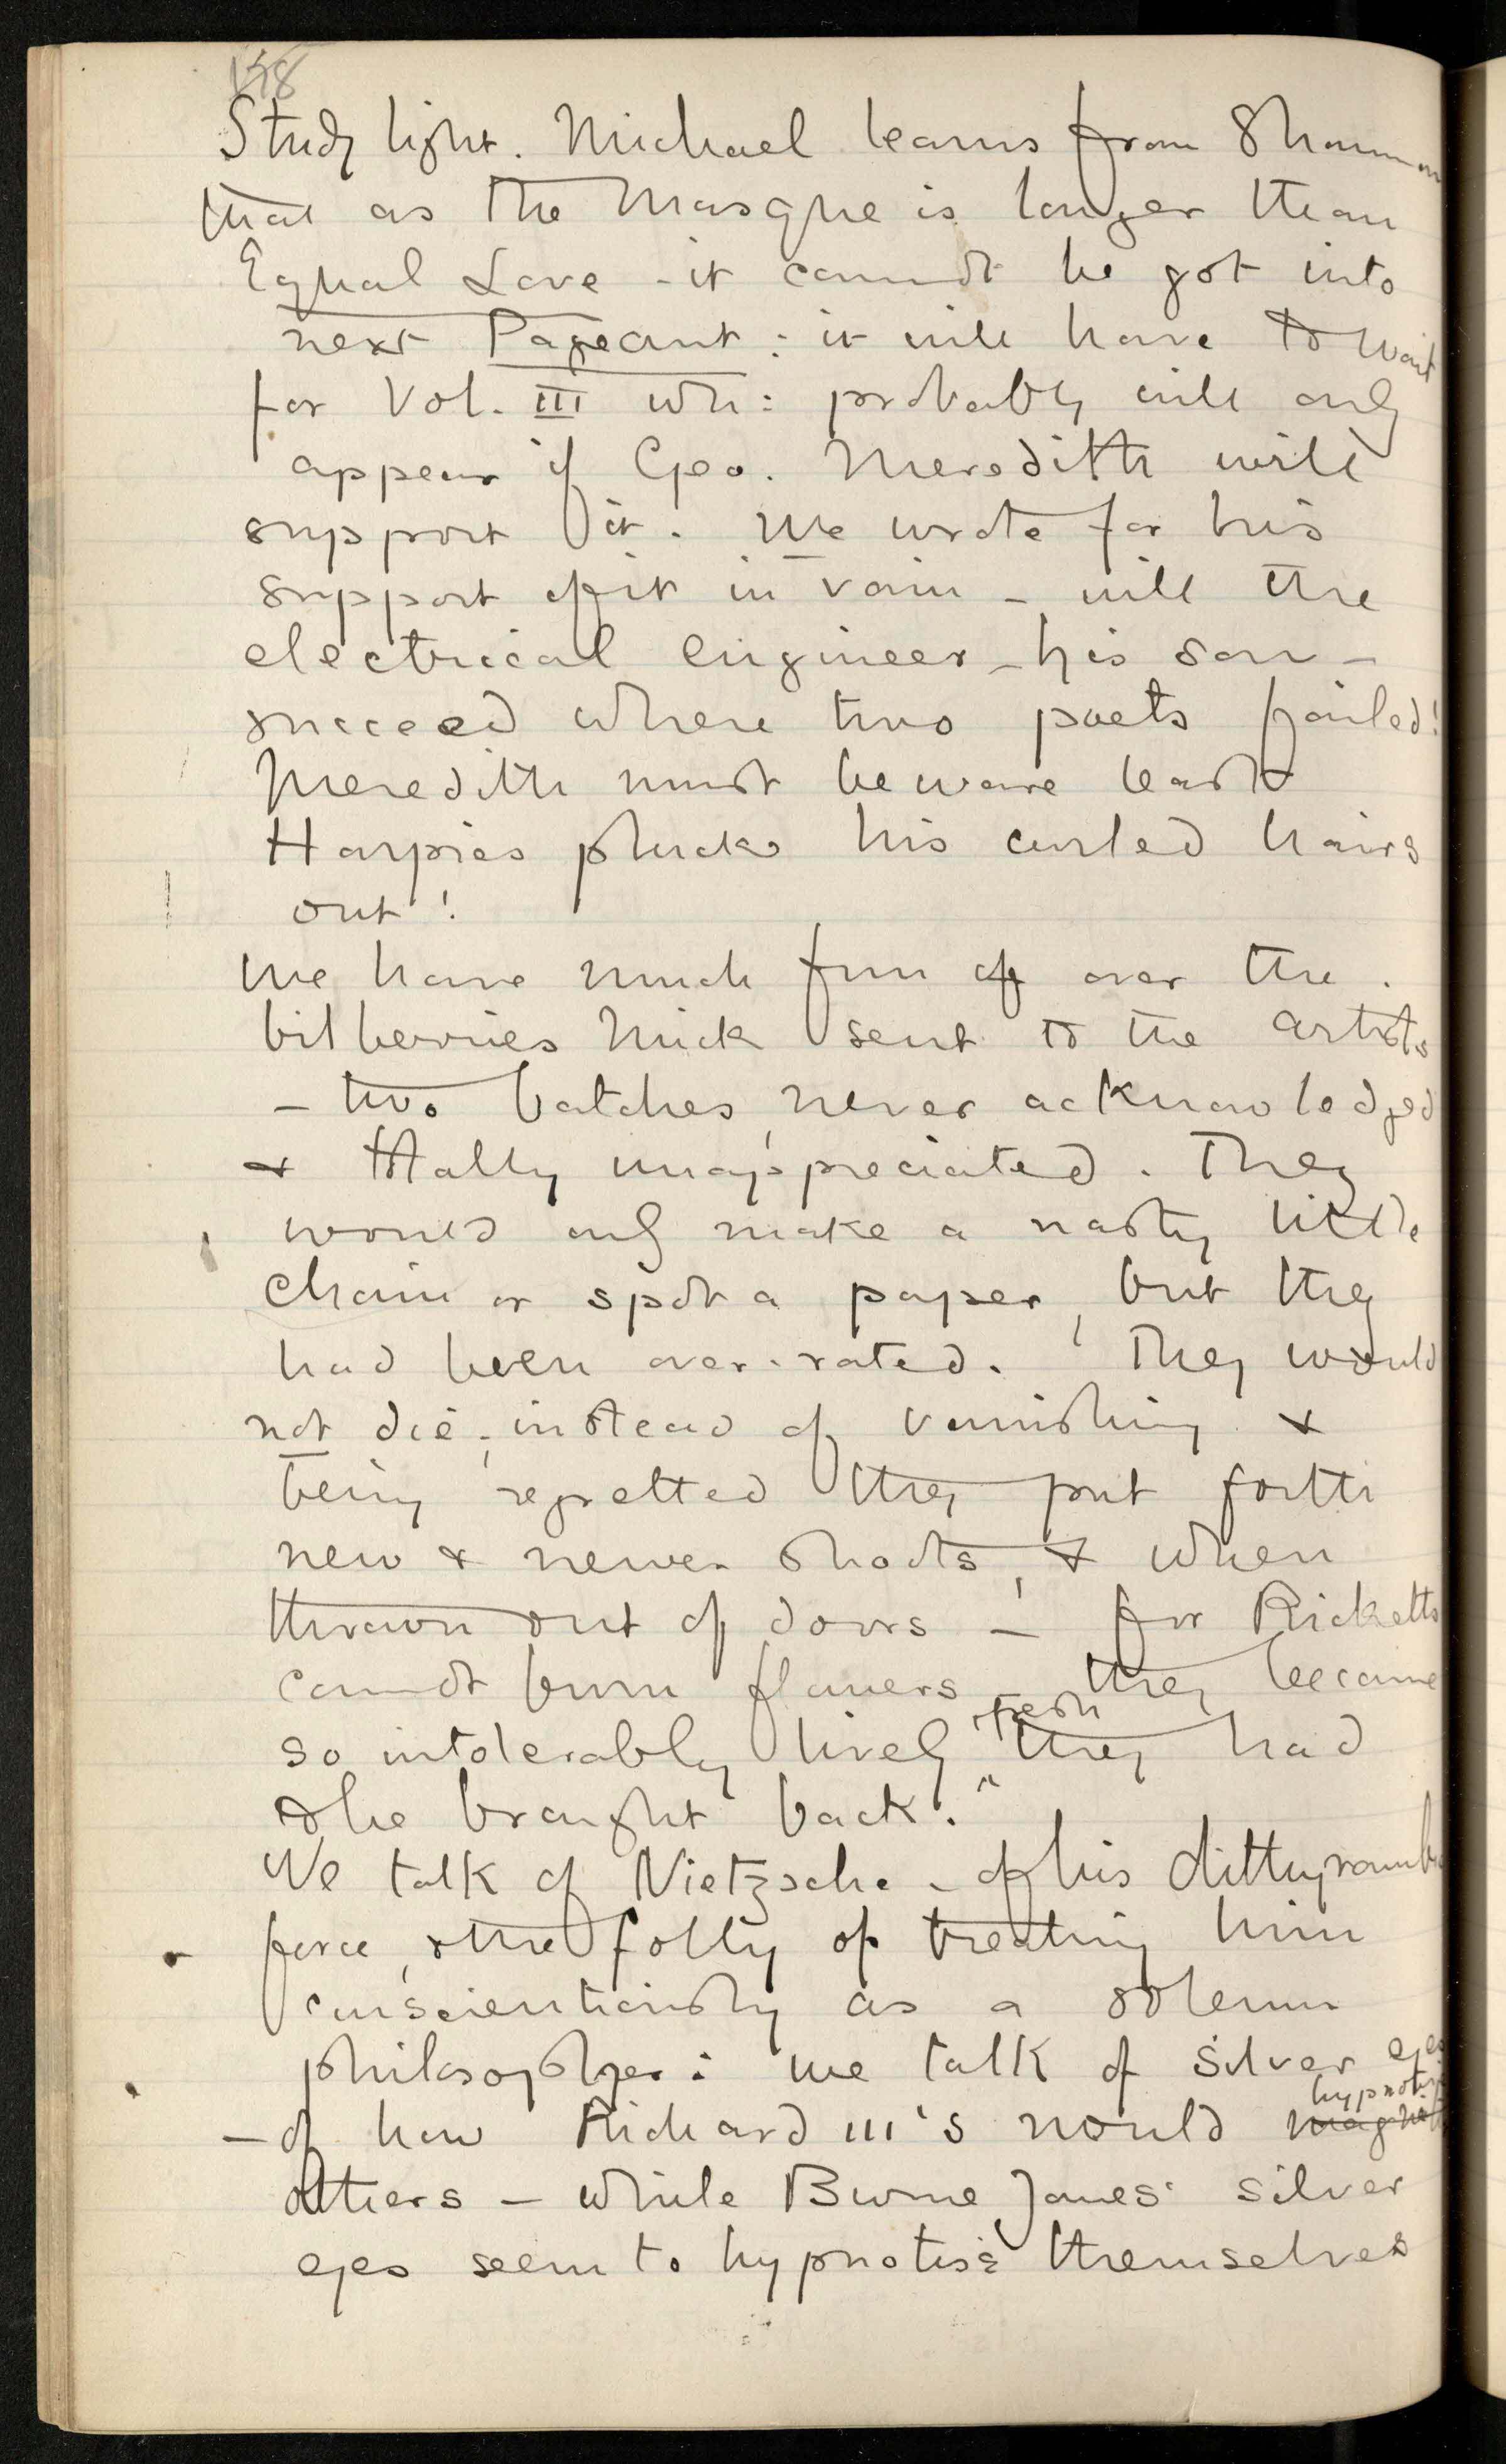 158
Study light. Michael learns from Shannon
that as the Masque is longer than
Equal Love - it cannot be got into
next Pageant : it will have to wait
for Vol. III wh: probably will only
appear if Geo. Meredith will
support it. We wrote for his
support of it in vain - will the
electrical engineer - his son -
succeed where two poets failed!
Meredith must beware least
Harpies pluck his curled hairs
out!
We have much fun of over the
bilberries Mick sent to the artists
- two batches, never acknowledged
& totally unappreciated. They
would only make a nasty little
chain or spot a paper, but they
had been over-rated. They would
not die; instead of vanishing &
being regretted they put forth
new & newer shoots, & when
thrown out of doors - for Ricketts
cannot burn flowers - they became
so intolerably lively "fresh" they had
to be brought back."
We talk of Nietzsche - of his dithyrambic
force, & the folly of treating him
conscientiously as a solemn
philosopher: we talk of silver eyes
- of how Richard III's would hypnotise
others - while Burne Jones' silver
eyes seem to hypnotise themselves